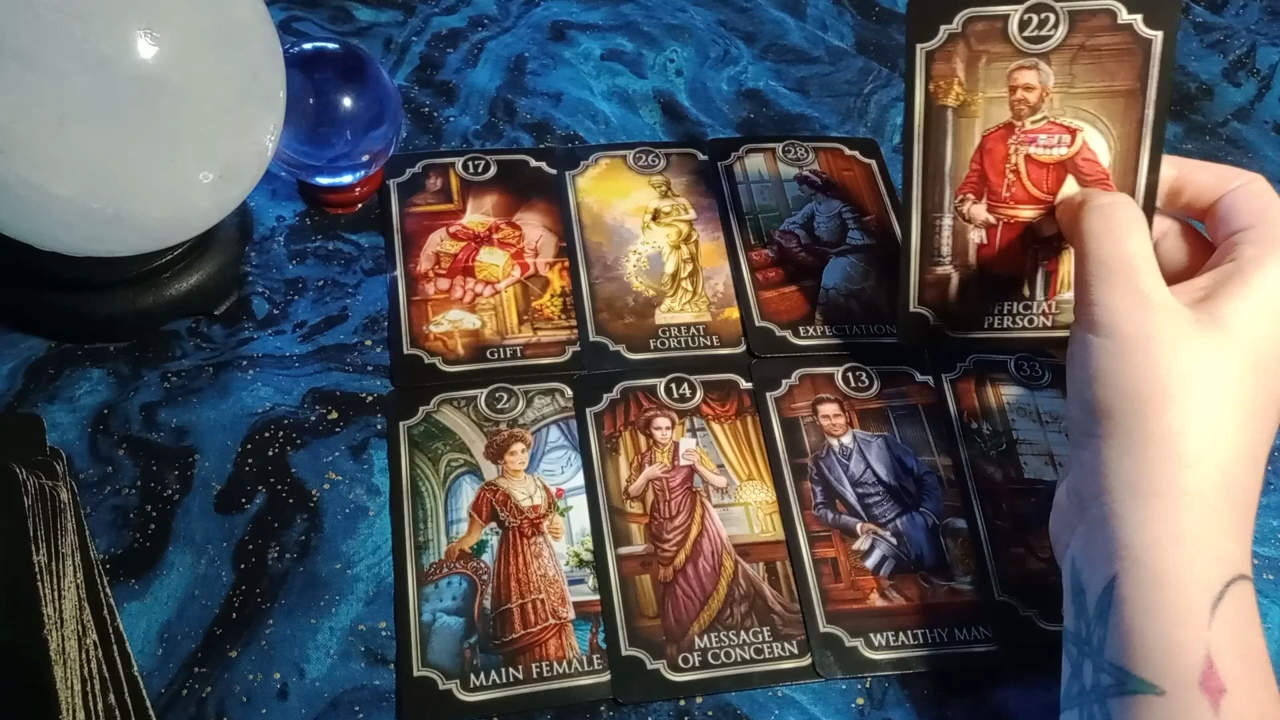 17
GIFT
26
GREAT
FORTUNE
28
EXPECTATION
22
OFFICIAL
PERSON
2
MAIN FEMALE
14
MESSAGE
OF CONCERN
13
WEALTHY MAN
33